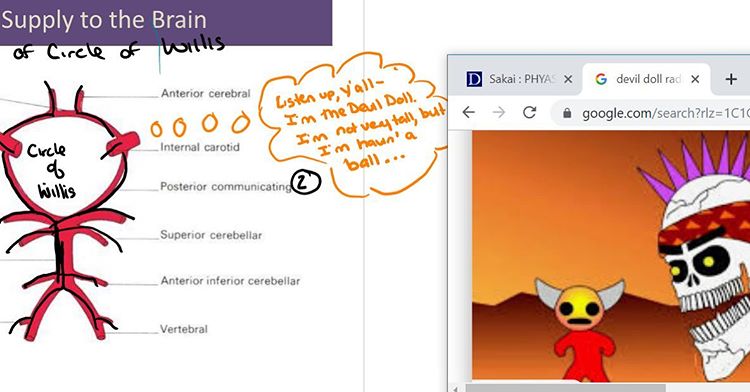 Supply to the Brain
of Circle of Willis
Anterior cerebral
Internal carotid
Circle
of
Willis
Posterior communicating
2
Superior cerebellar
Anterior inferior cerebellar
Vertebral
Listen up, y'all-
I'm the Devil Doll.
I'm not very tall, but
I'm havin' a
ball...
D Sakai : PHYAS
G devil doll rad
google.com/search?rlz=1C1C